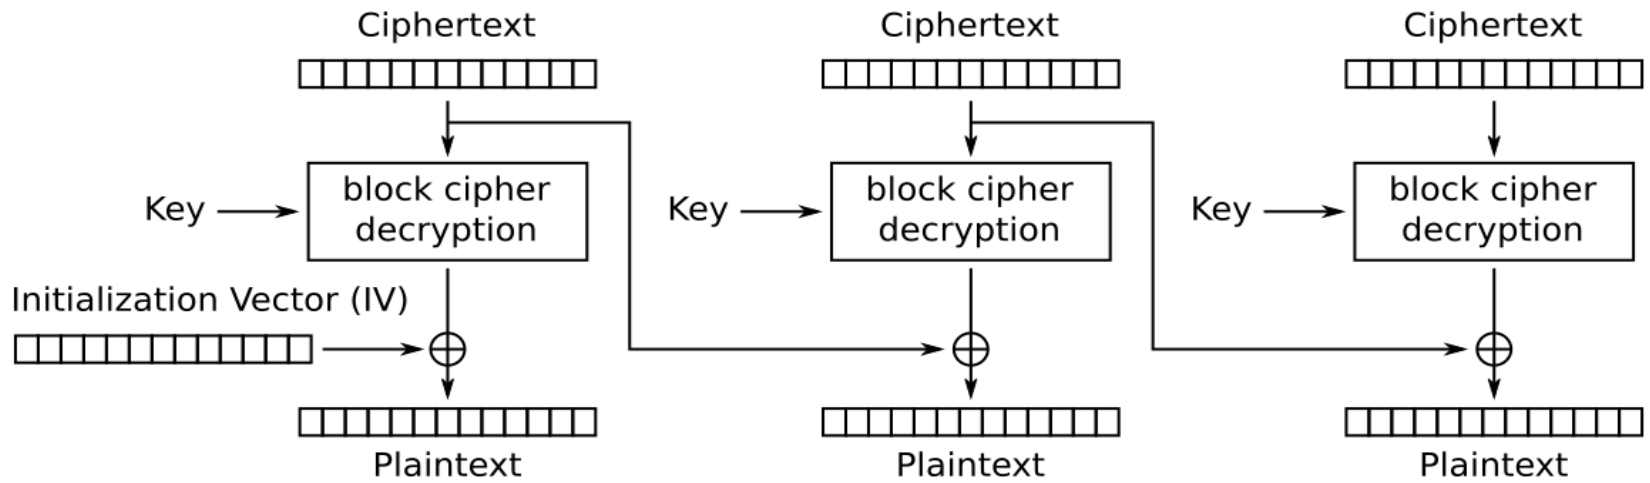 Ciphertext
Ciphertext
Ciphertext
Key
block cipher
decryption
Key
block cipher
decryption
Key
block cipher
decryption
Initialization Vector (IV)
Plaintext
Plaintext
Plaintext